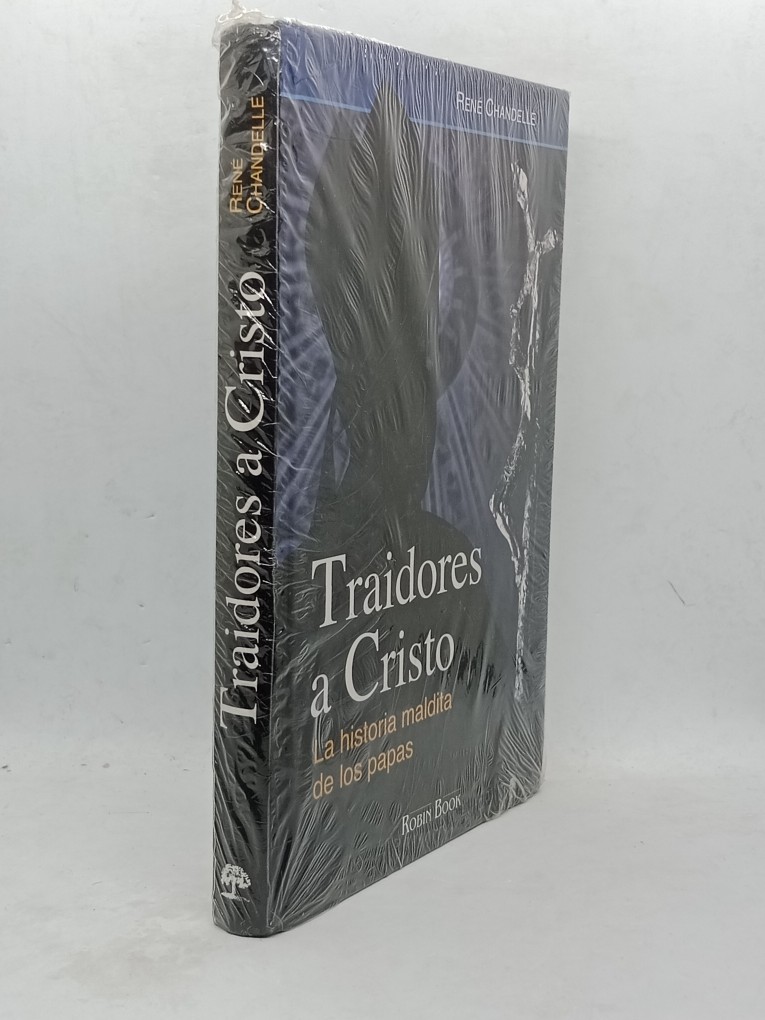 RENÉ
CHANDELLE
Traidores a Cristo
RENÉ CHANDELLE
Traidores
a Cristo
La historia maldita
de los papas
ROBIN BOOK